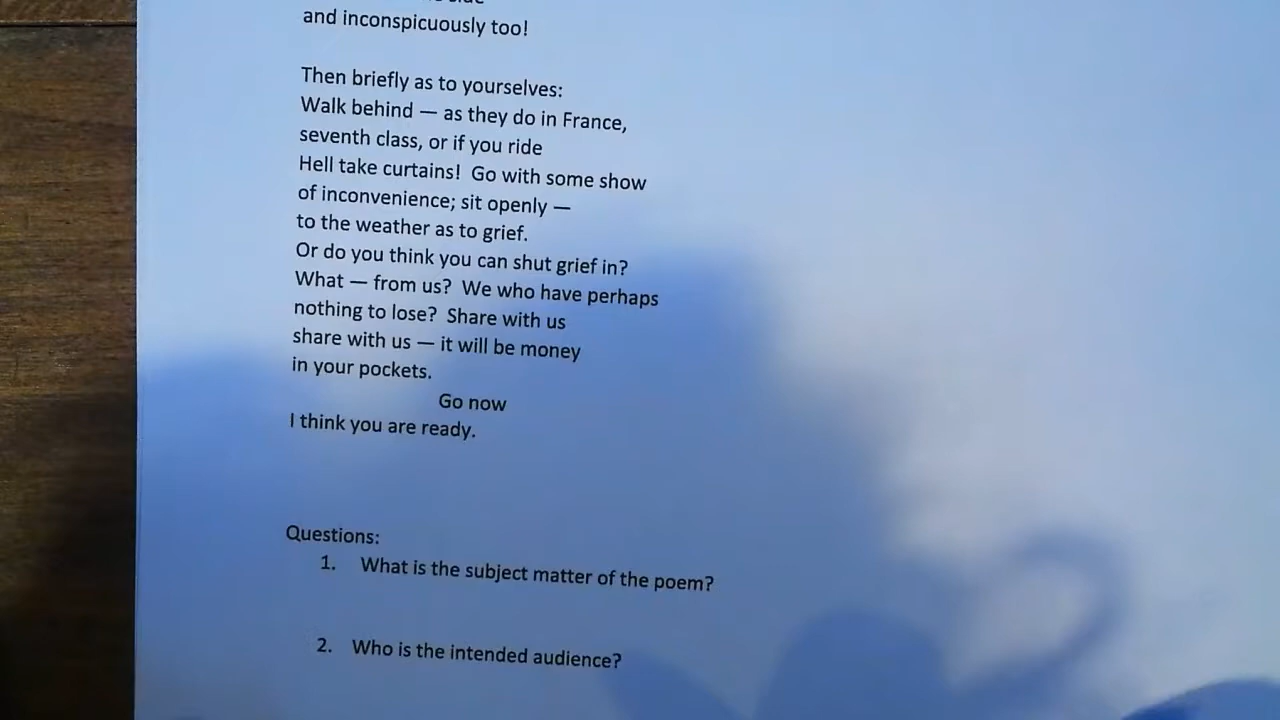 and inconspicuously too!
Then briefly as to yourselves:
Walk behind — as they do in France,
seventh class, or if you ride
Hell take curtains! Go with some show
of inconvenience; sit openly —
to the weather as to grief.
Or do you think you can shut grief in?
What — from us? We who have perhaps
nothing to lose? Share with us
share with us — it will be money
in your pockets.
Go now
I think you are ready.
Questions:
1. What is the subject matter of the poem?
2. Who is the intended audience?